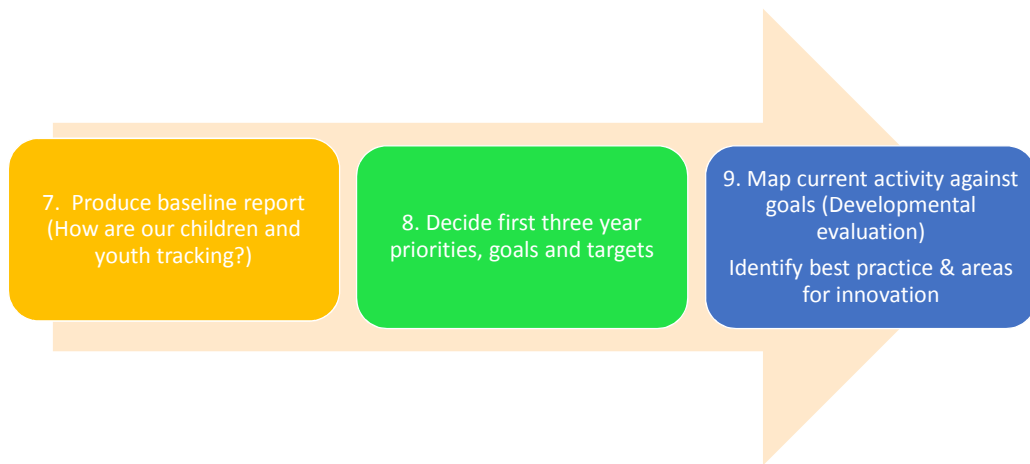 7. Produce baseline report
(How are our children and
youth tracking?)
8. Decide first three year
priorities, goals and targets
9. Map current activity against
goals (Developmental
evaluation)
Identify best practice & areas
for innovation